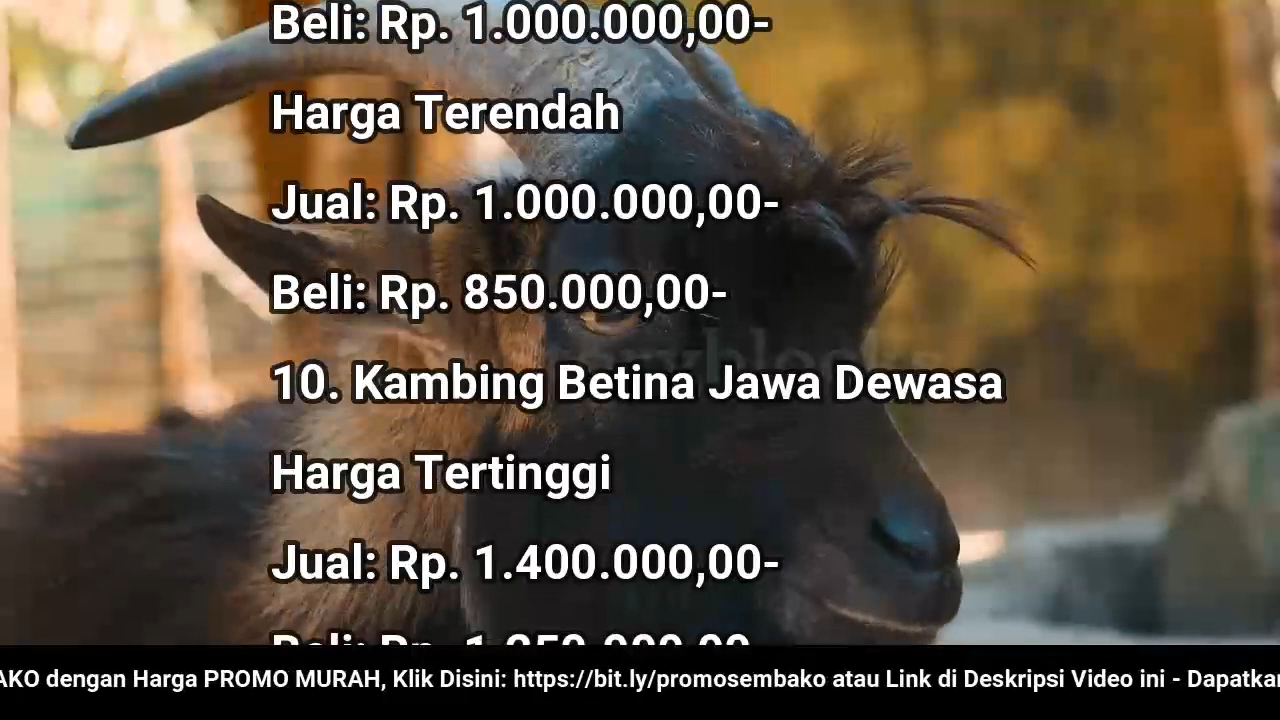 Beli: Rp. 1.000.000,00-
Harga Terendah
Jual: Rp. 1.000.000,00-
Beli: Rp. 850.000,00-
10. Kambing Betina Jawa Dewasa
Harga Tertinggi
Jual: Rp. 1.400.000,00-
Beli: Rp.
AKO dengan Harga PROMO MURAH, Klik Disini: https://bit.ly/promosembako atau Link di Deskripsi Video ini - Dapatkan